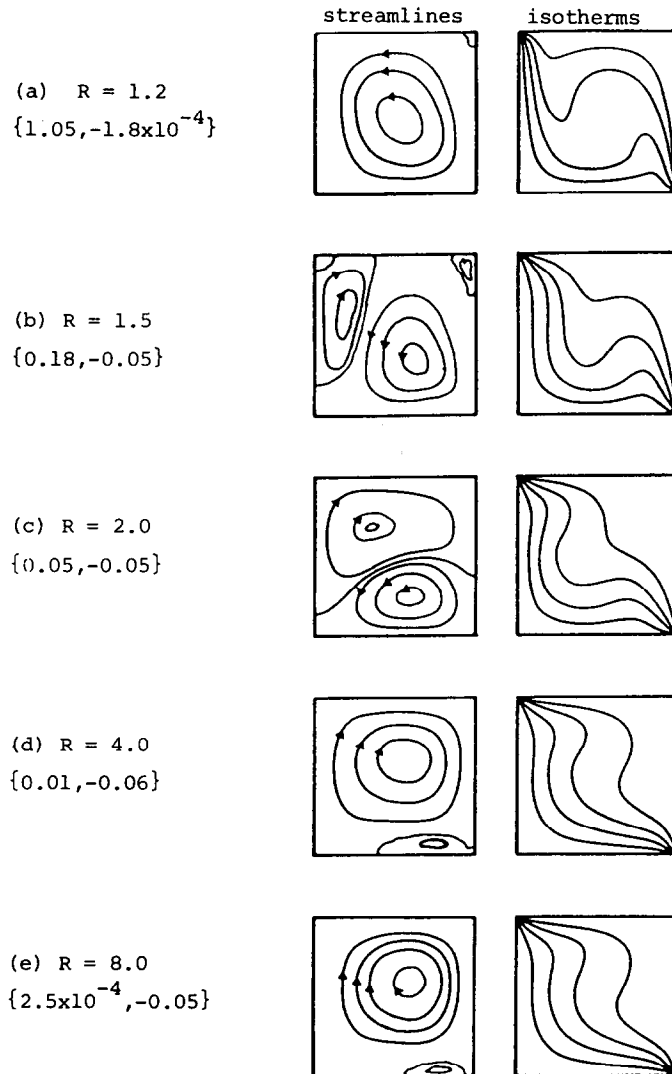 streamlines isotherms
(a) R = 1.2
{1.05,-1.8x10⁻⁴}
(b) R = 1.5
{0.18,-0.05}
(c) R = 2.0
{0.05,-0.05}
(d) R = 4.0
{0.01,-0.06}
(e) R = 8.0
{2.5x10⁻⁴,-0.05}